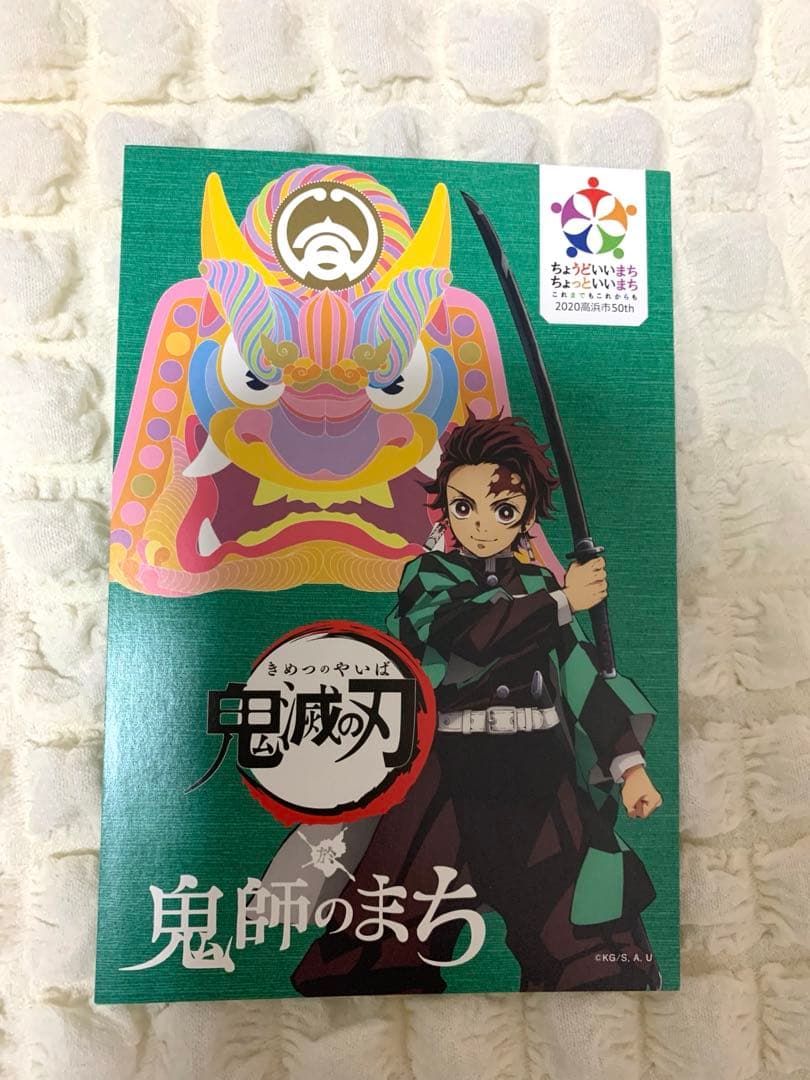 ちょうどいいまち
ちょっといいまち
これまでもこれからも
2020高浜市50th
きめつのやいば
鬼滅の刃
於
鬼師のまち
©KG/S, A, U